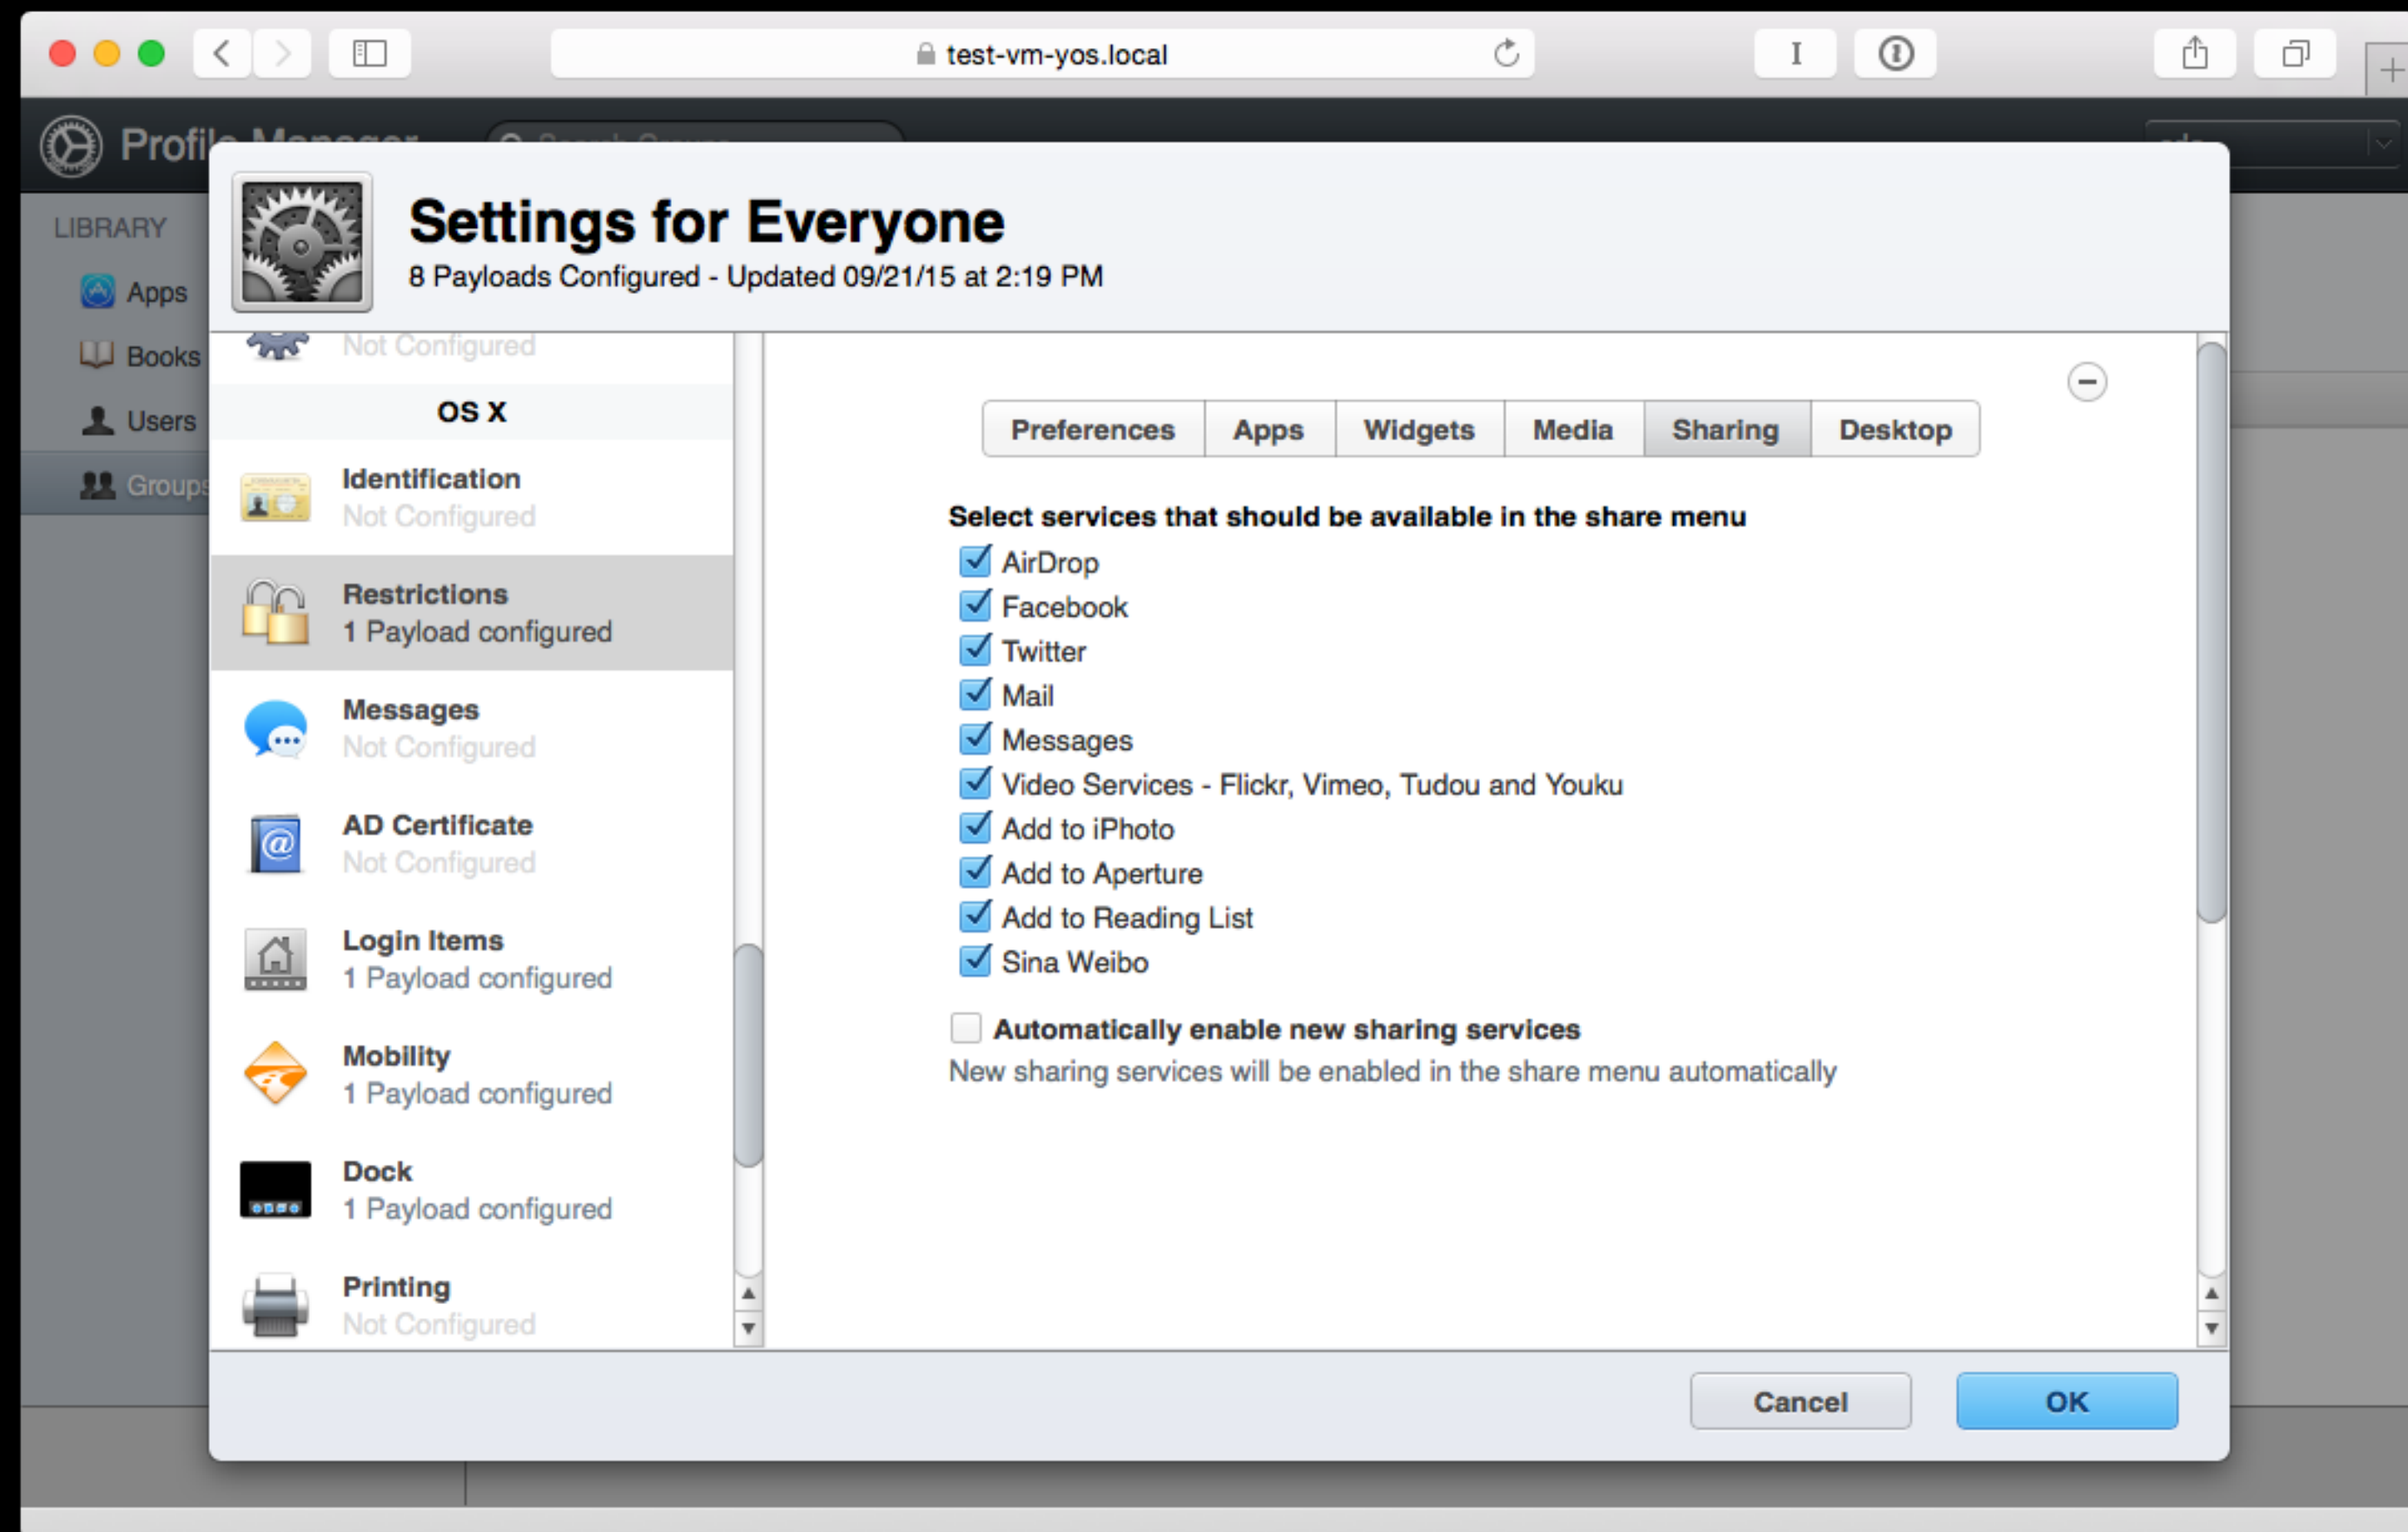 test-vm-yos.local
Profile Manager
LIBRARY
Apps
Books
Users
Groups
Settings for Everyone
8 Payloads Configured - Updated 09/21/15 at 2:19 PM
Not Configured
OS X
Identification
Not Configured
Restrictions
1 Payload configured
Messages
Not Configured
AD Certificate
Not Configured
Login Items
1 Payload configured
Mobility
1 Payload configured
Dock
1 Payload configured
Printing
Not Configured
Preferences
Apps
Widgets
Media
Sharing
Desktop
Select services that should be available in the share menu
AirDrop
Facebook
Twitter
Mail
Messages
Video Services - Flickr, Vimeo, Tudou and Youku
Add to iPhoto
Add to Aperture
Add to Reading List
Sina Weibo
Automatically enable new sharing services
New sharing services will be enabled in the share menu automatically
Cancel
OK